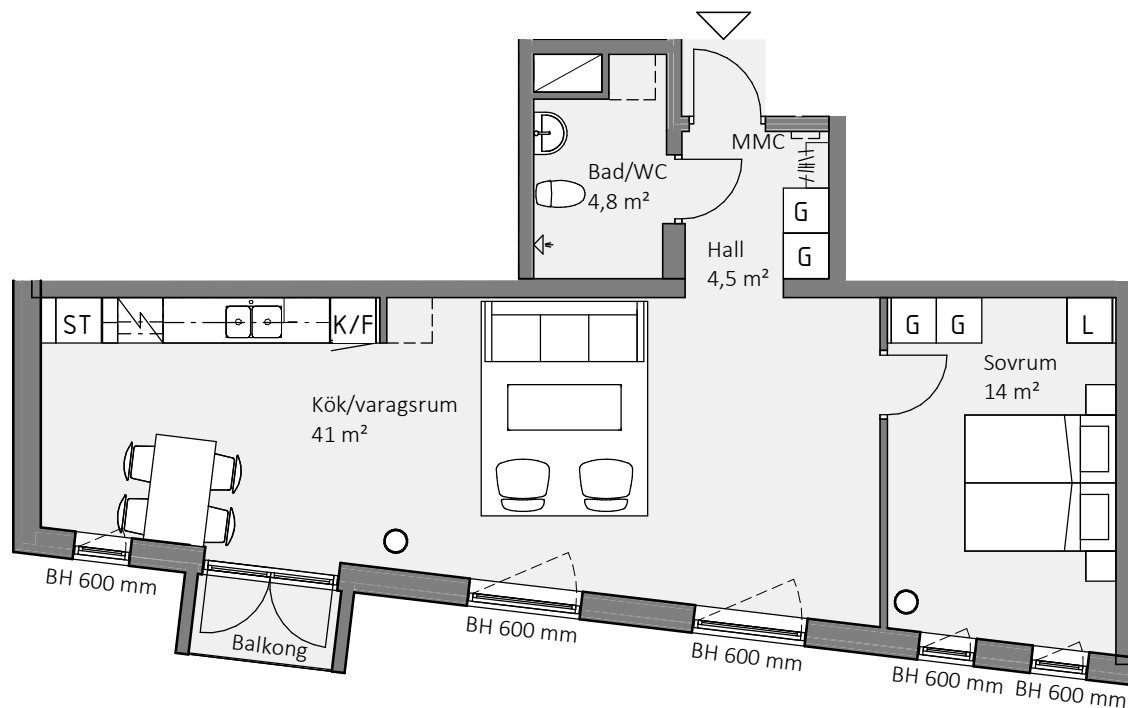 MMC
Bad/WC
4,8 m²
G
Hall
4,5 m²
G
ST
K/F
G G
L
Sovrum
14 m²
Kök/varagsrum
41 m²
BH 600 mm
Balkong
BH 600 mm
BH 600 mm
BH 600 mm
BH 600 mm